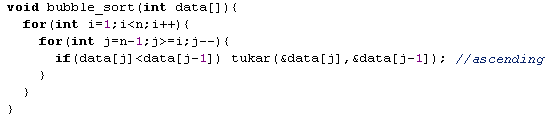 void bubble_sort(int data[]){
  for(int i=1;i<n;i++){
    for(int j=n-1;j>=i;j--){
      if(data[j]<data[j-1]) tukar(&data[j],&data[j-1]); //ascending
    }
  }
}